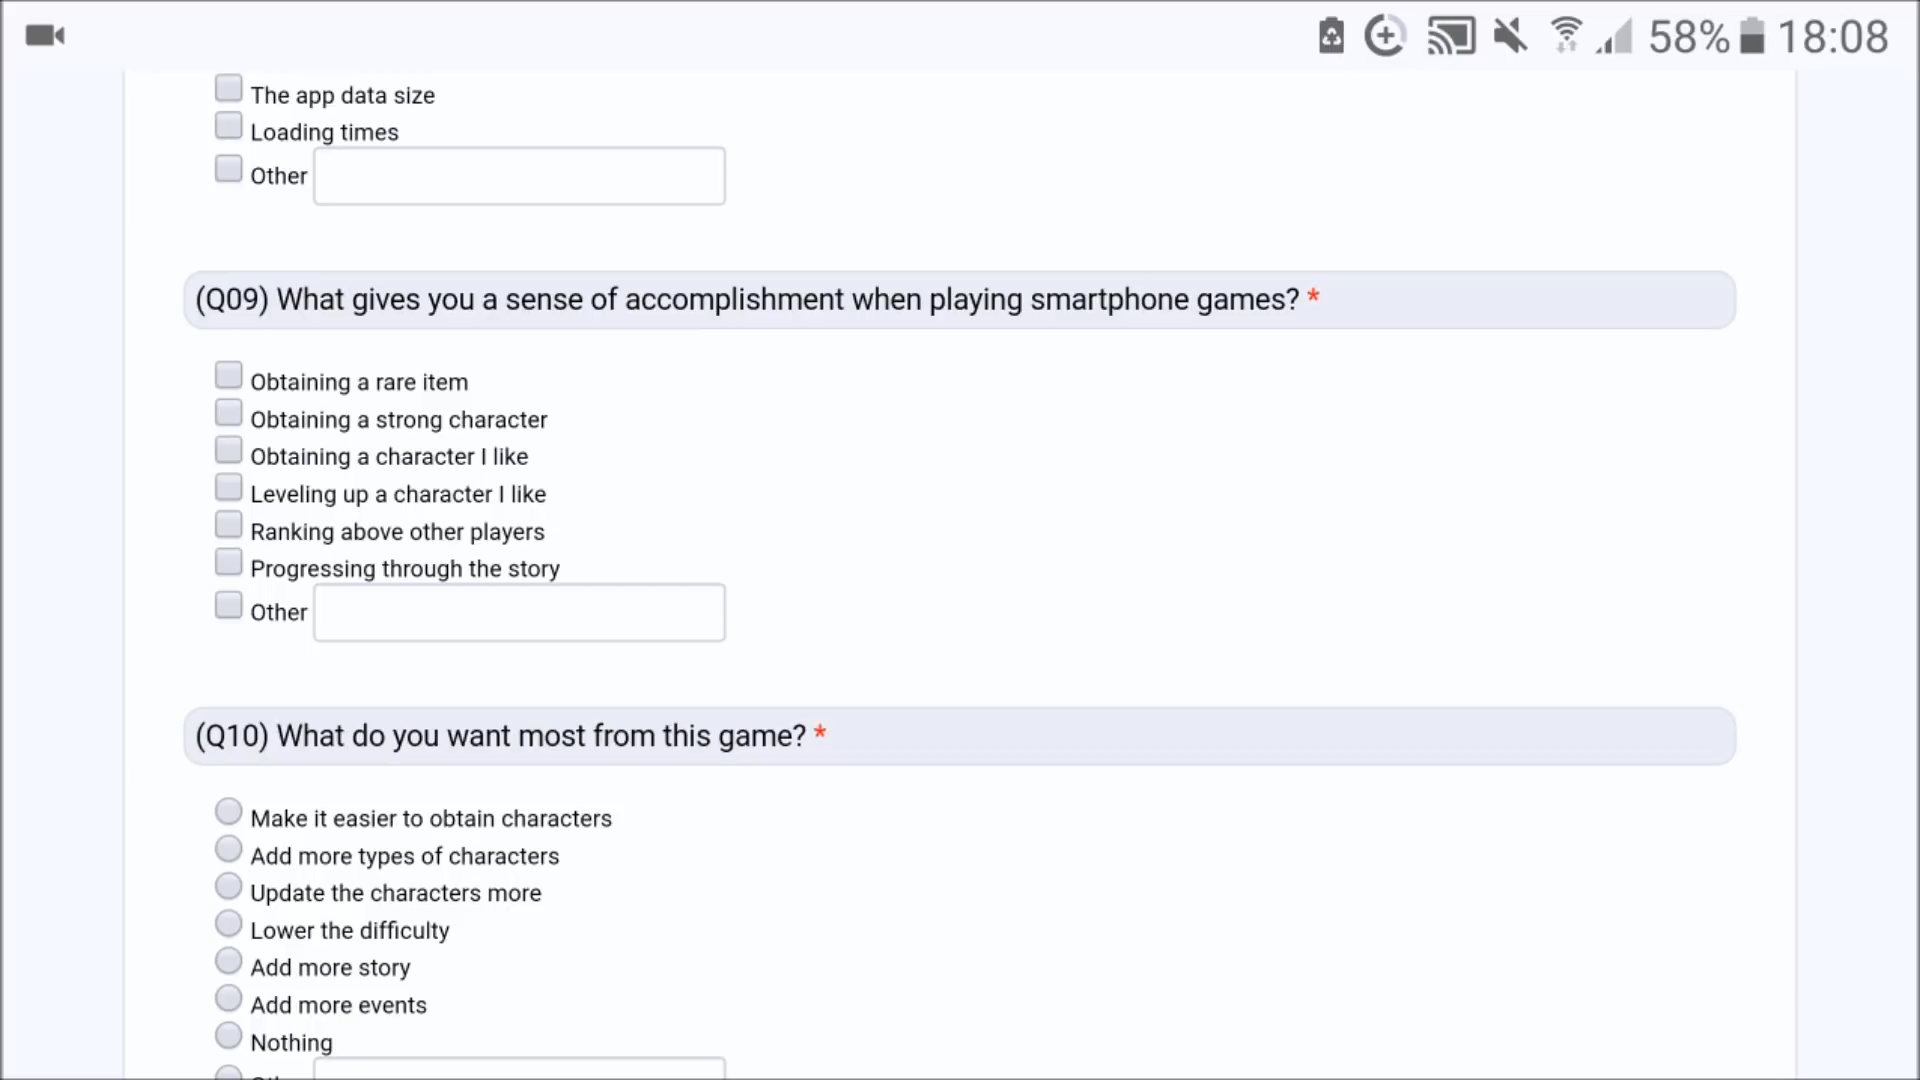 58% 18:08
The app data size
Loading times
Other
(Q09) What gives you a sense of accomplishment when playing smartphone games? *
Obtaining a rare item
Obtaining a strong character
Obtaining a character I like
Leveling up a character I like
Ranking above other players
Progressing through the story
Other
(Q10) What do you want most from this game? *
Make it easier to obtain characters
Add more types of characters
Update the characters more
Lower the difficulty
Add more story
Add more events
Nothing